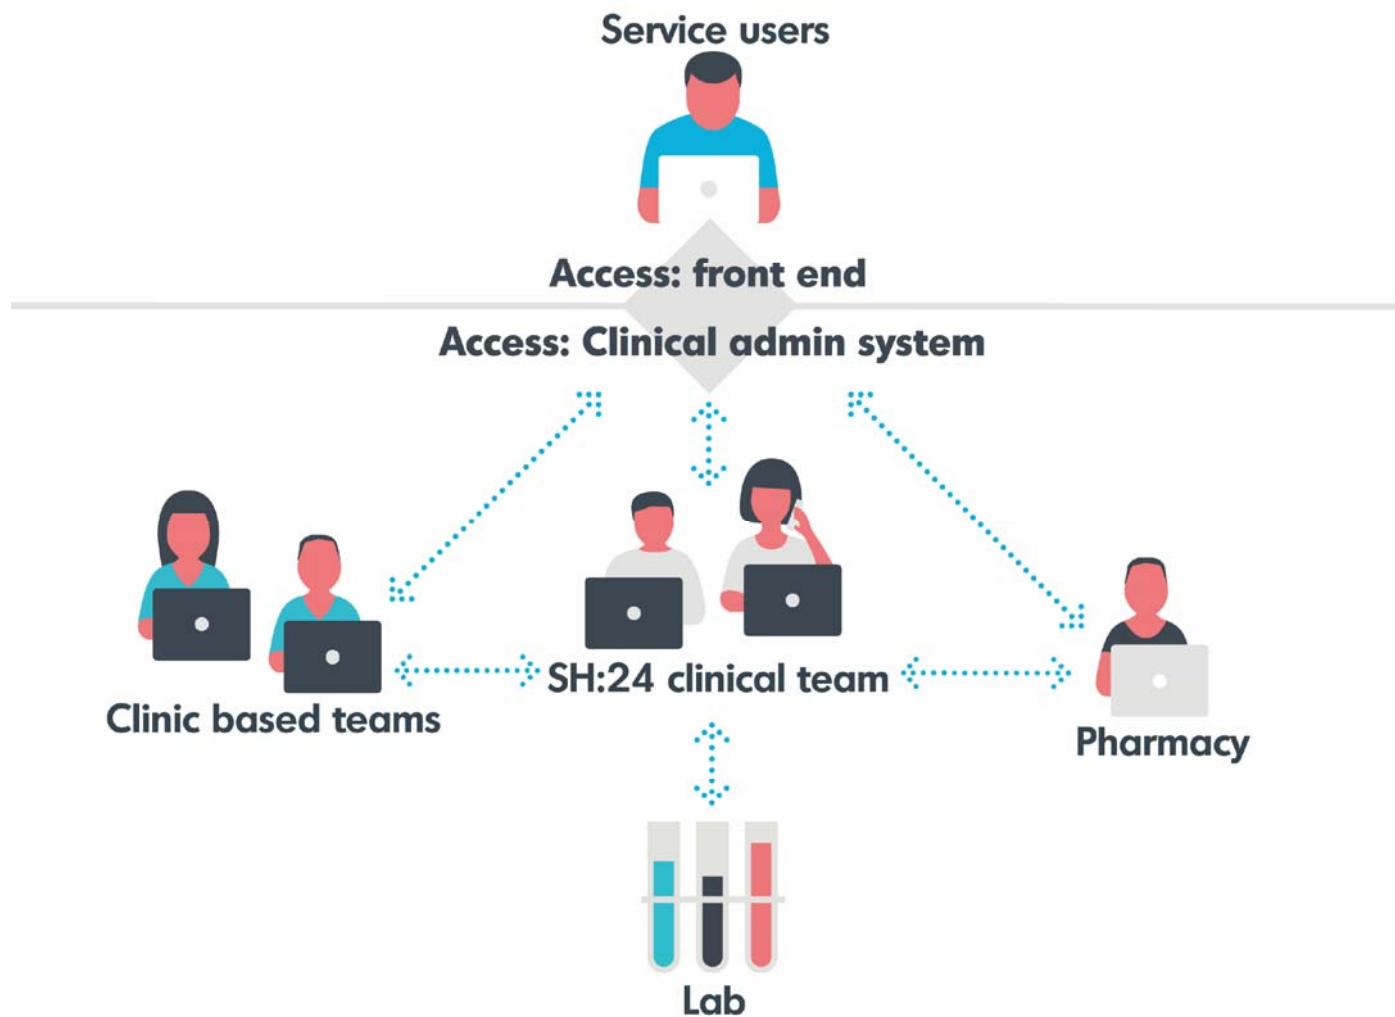 Service users
Access: front end
Access: Clinical admin system
SH:24 clinical team
Clinic based teams
Pharmacy
Lab